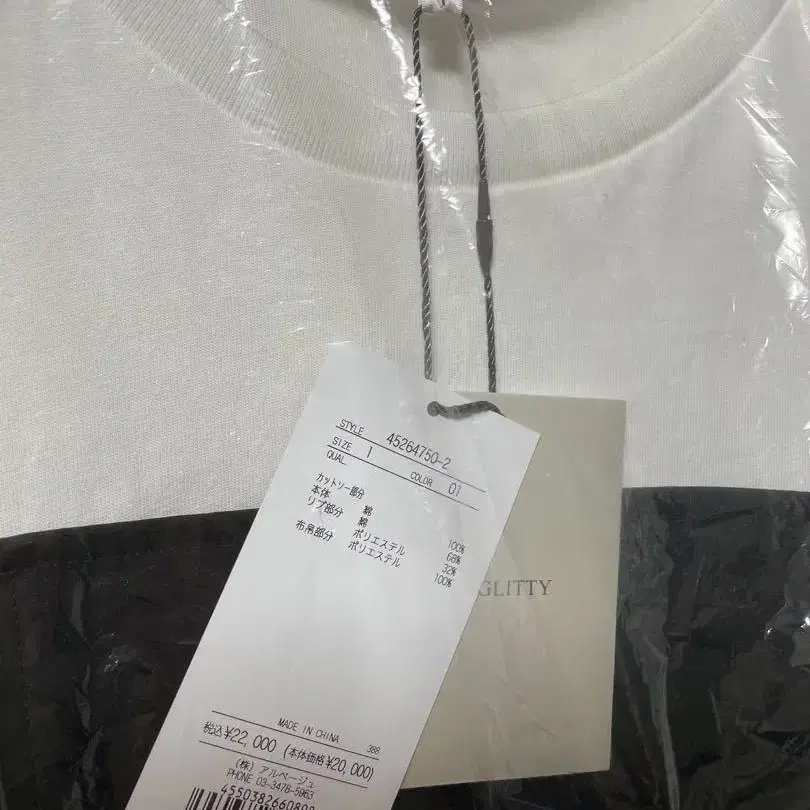 STYLE 45264750-2
SIZE 1 COLOR 01
QUAL
カットソー部分
本体 綿 100%
リブ部分 綿 68%
ポリエステル 32%
布帛部分 ポリエステル 100%
MADE IN CHINA 388
税込¥22,000 (本体価格¥20,000)
(株) アルページュ
PHONE 03-3478-5963
GLITTY